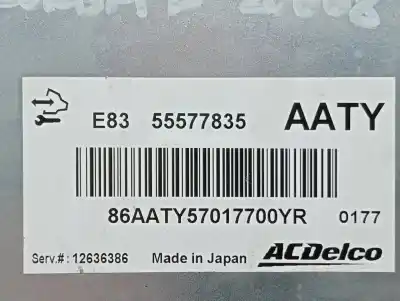 E83 55577835 AATY
86AATY57017700YR 0177
Serv.#: 12636386 Made in Japan ACDelco